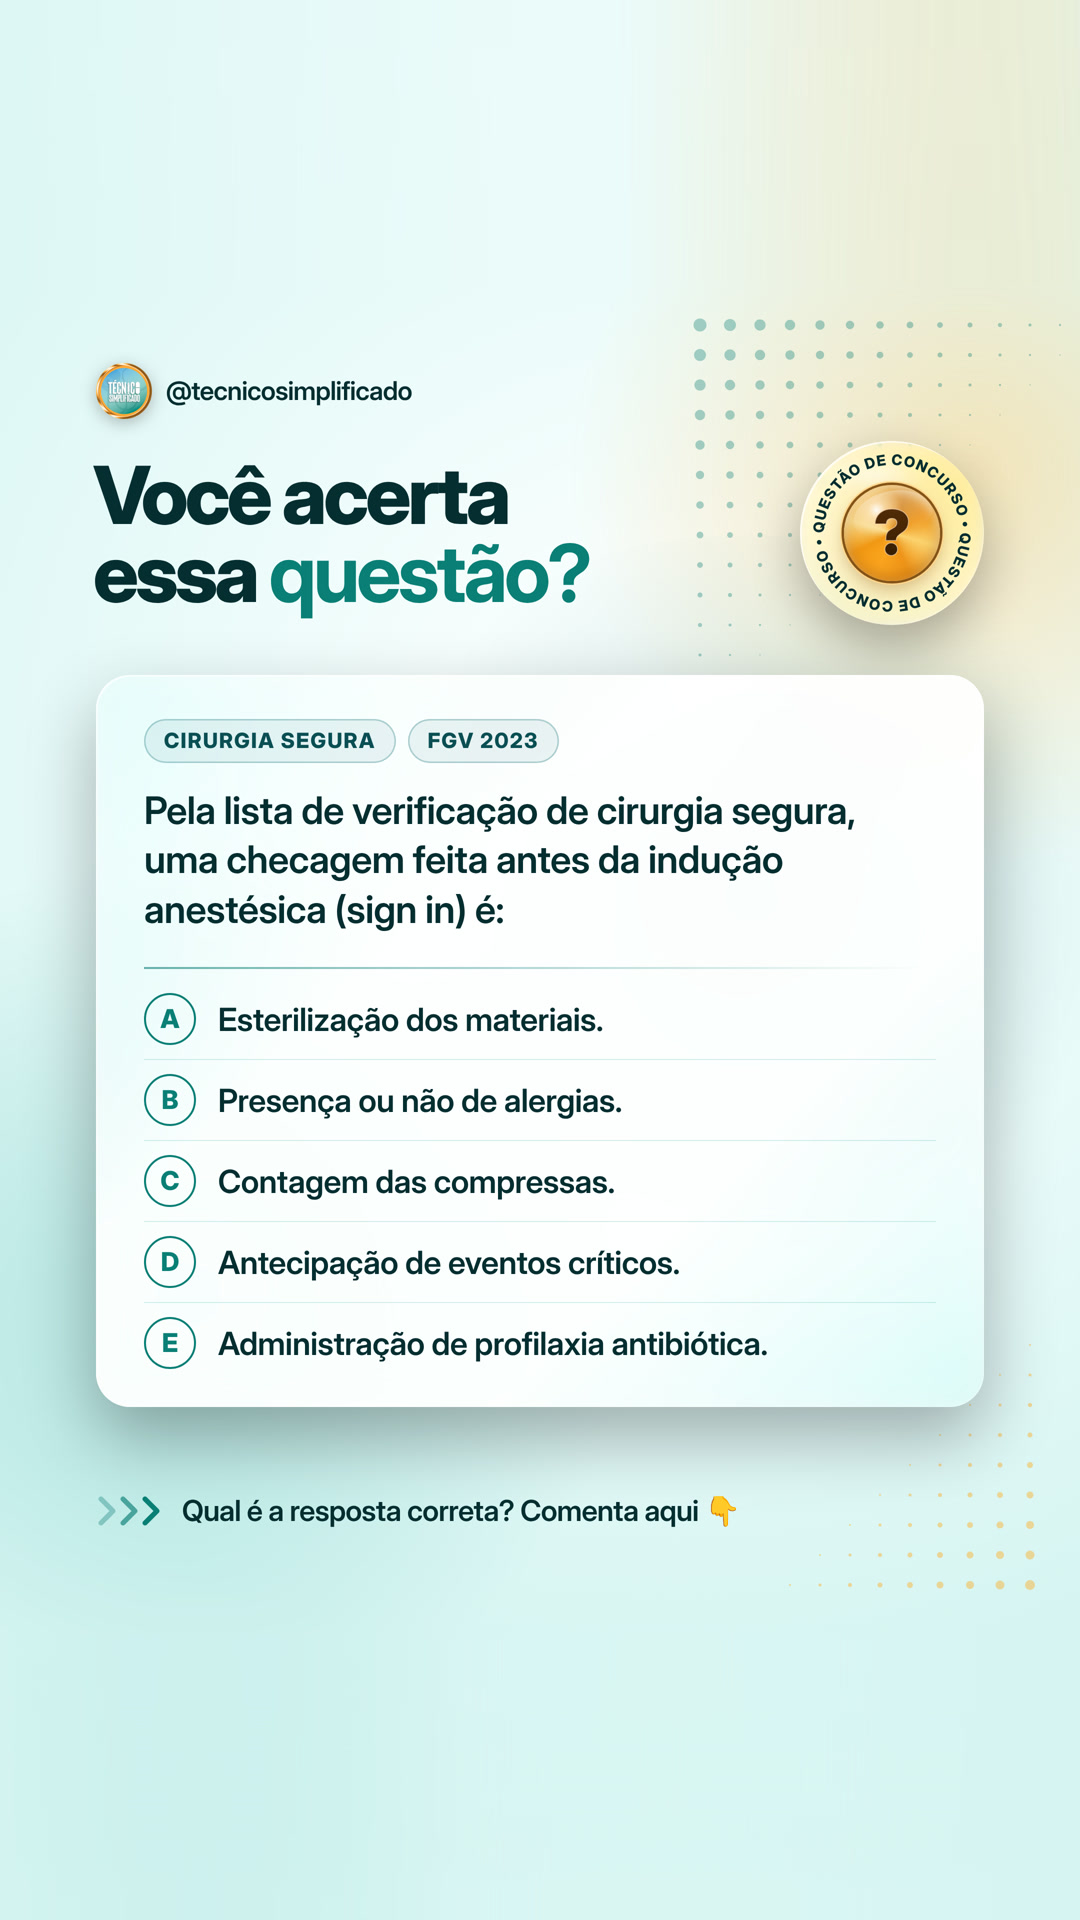 TÉCNICO
SIMPLIFICADO
@tecnicosimplificado
Você acerta
essa questão?
QUESTÃO DE CONCURSO • QUESTÃO DE CONCURSO •
?
CIRURGIA SEGURA
FGV 2023
Pela lista de verificação de cirurgia segura,
uma checagem feita antes da indução
anestésica (sign in) é:
A Esterilização dos materiais.
B Presença ou não de alergias.
C Contagem das compressas.
D Antecipação de eventos críticos.
E Administração de profilaxia antibiótica.
Qual é a resposta correta? Comenta aqui 👇